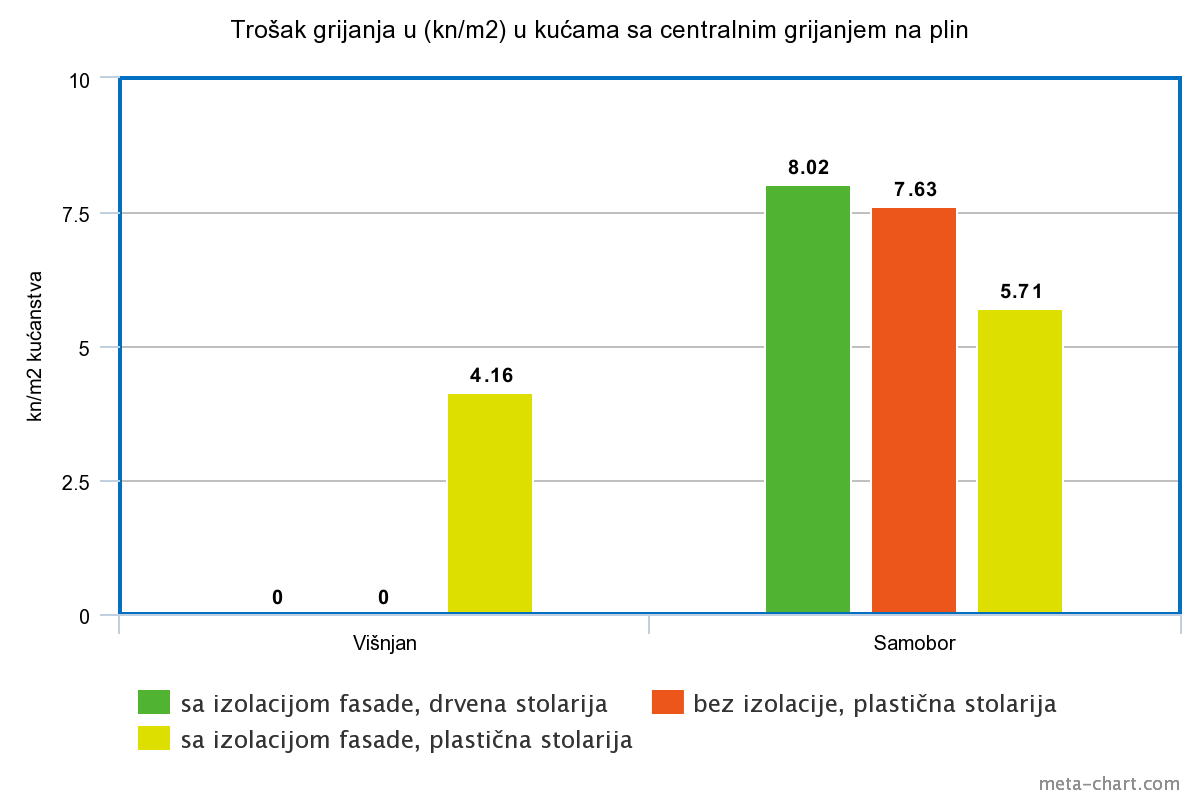 Trošak grijanja u (kn/m2) u kućama sa centralnim grijanjem na plin
10
7.5
5
2.5
0
kn/m2 kućanstva
0
0
4.16
8.02
7.63
5.71
Višnjan
Samobor
sa izolacijom fasade, drvena stolarija
bez izolacije, plastična stolarija
sa izolacijom fasade, plastična stolarija
meta-chart.com